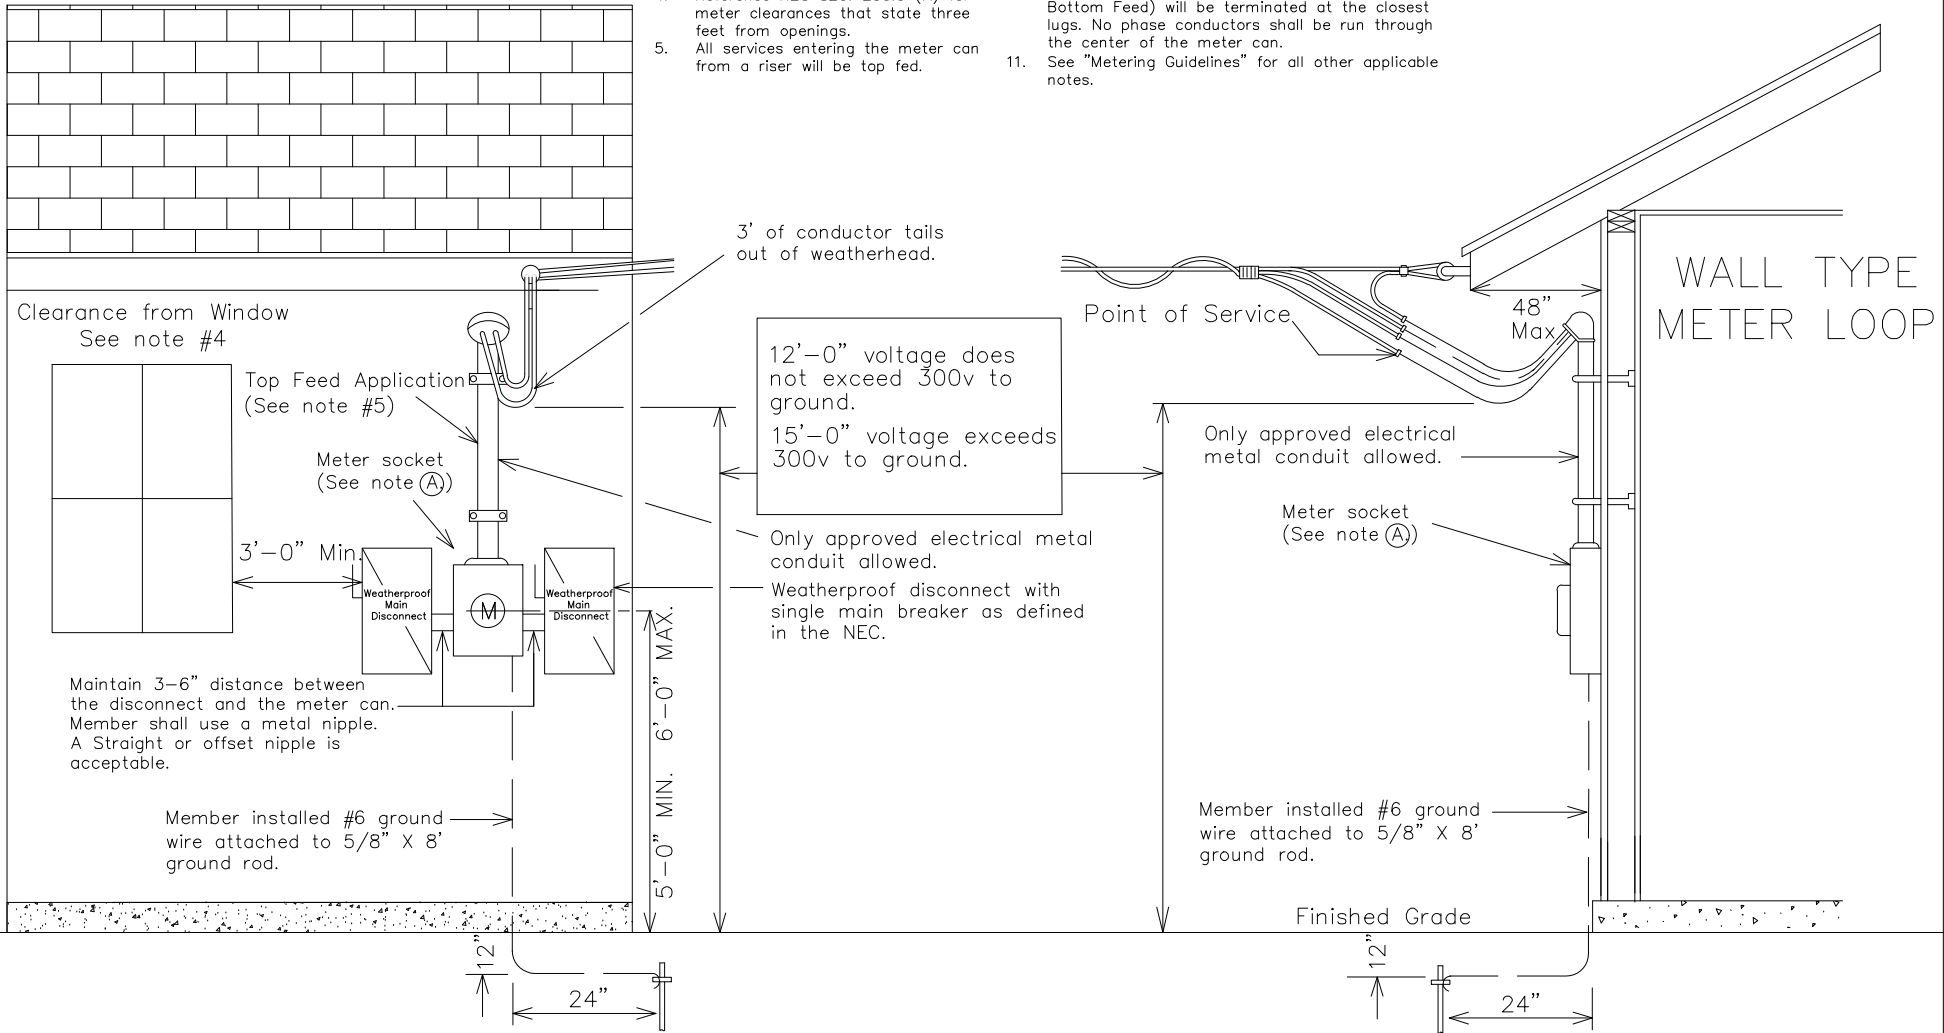 meter clearances that state three
feet from openings.
5. All services entering the meter can
from a riser will be top fed.
Bottom Feed) will be terminated at the closest
lugs. No phase conductors shall be run through
the center of the meter can.
11. See "Metering Guidelines" for all other applicable
notes.
3' of conductor tails
out of weatherhead.
WALL TYPE
METER LOOP
Clearance from Window
See note #4
Point of Service
48"
Max
12'-0" voltage does
not exceed 300v to
ground.
15'-0" voltage exceeds
300v to ground.
Top Feed Application
(See note #5)
Meter socket
(See note A.)
Only approved electrical
metal conduit allowed.
Meter socket
(See note A.)
3'-0" Min.
Only approved electrical metal
conduit allowed.
Weatherproof
Main
Disconnect
M
Weatherproof
Main
Disconnect
Weatherproof disconnect with
single main breaker as defined
in the NEC.
Maintain 3-6" distance between
the disconnect and the meter can.
Member shall use a metal nipple.
A Straight or offset nipple is
acceptable.
5'-0" MIN. 6'-0" MAX.
Member installed #6 ground
wire attached to 5/8" X 8'
ground rod.
Member installed #6 ground
wire attached to 5/8" X 8'
ground rod.
Finished Grade
12"
24"
12"
24"